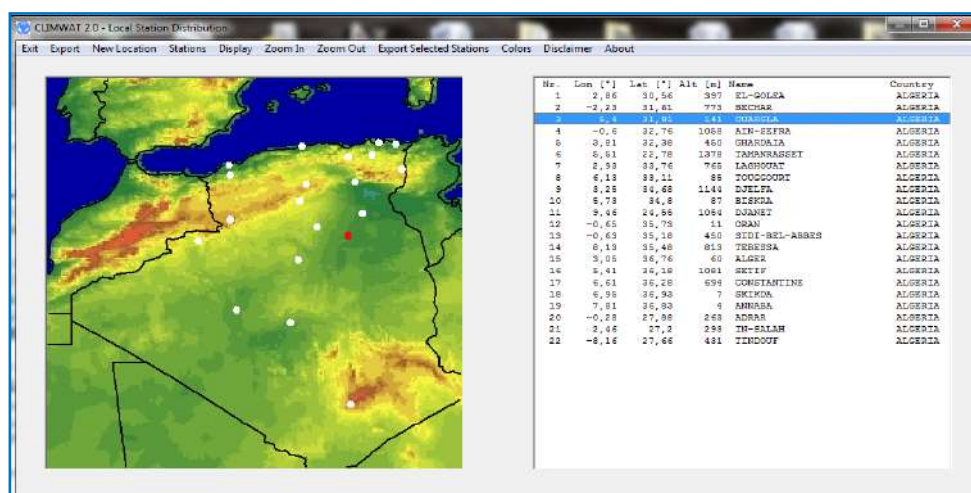 CLIMWAT 2.0 - Local Station Distribution
Exit Export New Location Stations Display Zoom In Zoom Out Export Selected Stations Colors Disclaimer About
Nr. Lon [°] Lat [°] Alt [m] Name Country
1 2,86 30,56 397 EL-GOLEA ALGERIA
2 -2,23 31,61 773 BECHAR ALGERIA
3 5,4 31,91 141 OUARGLA ALGERIA
4 -0,6 32,76 1058 AIN-SEFRA ALGERIA
5 3,81 32,38 450 GHARDAIA ALGERIA
6 5,51 22,78 1378 TAMANRASSET ALGERIA
7 2,93 33,76 765 LAGHOUAT ALGERIA
8 6,13 33,11 85 TOUGGOURT ALGERIA
9 3,25 34,68 1144 DJELFA ALGERIA
10 5,73 34,8 87 BISKRA ALGERIA
11 9,46 24,55 1054 DJANET ALGERIA
12 -0,65 35,73 11 ORAN ALGERIA
13 -0,63 35,18 450 SIDI-BEL-ABBES ALGERIA
14 8,13 35,48 813 TEBESSA ALGERIA
15 3,05 36,76 60 ALGER ALGERIA
16 5,41 36,18 1081 SETIF ALGERIA
17 6,61 36,28 694 CONSTANTINE ALGERIA
18 6,95 36,93 7 SKIKDA ALGERIA
19 7,81 36,83 4 ANNABA ALGERIA
20 -0,28 27,88 263 ADRAR ALGERIA
21 2,46 27,2 293 IN-SALAH ALGERIA
22 -8,16 27,66 431 TINDOUF ALGERIA